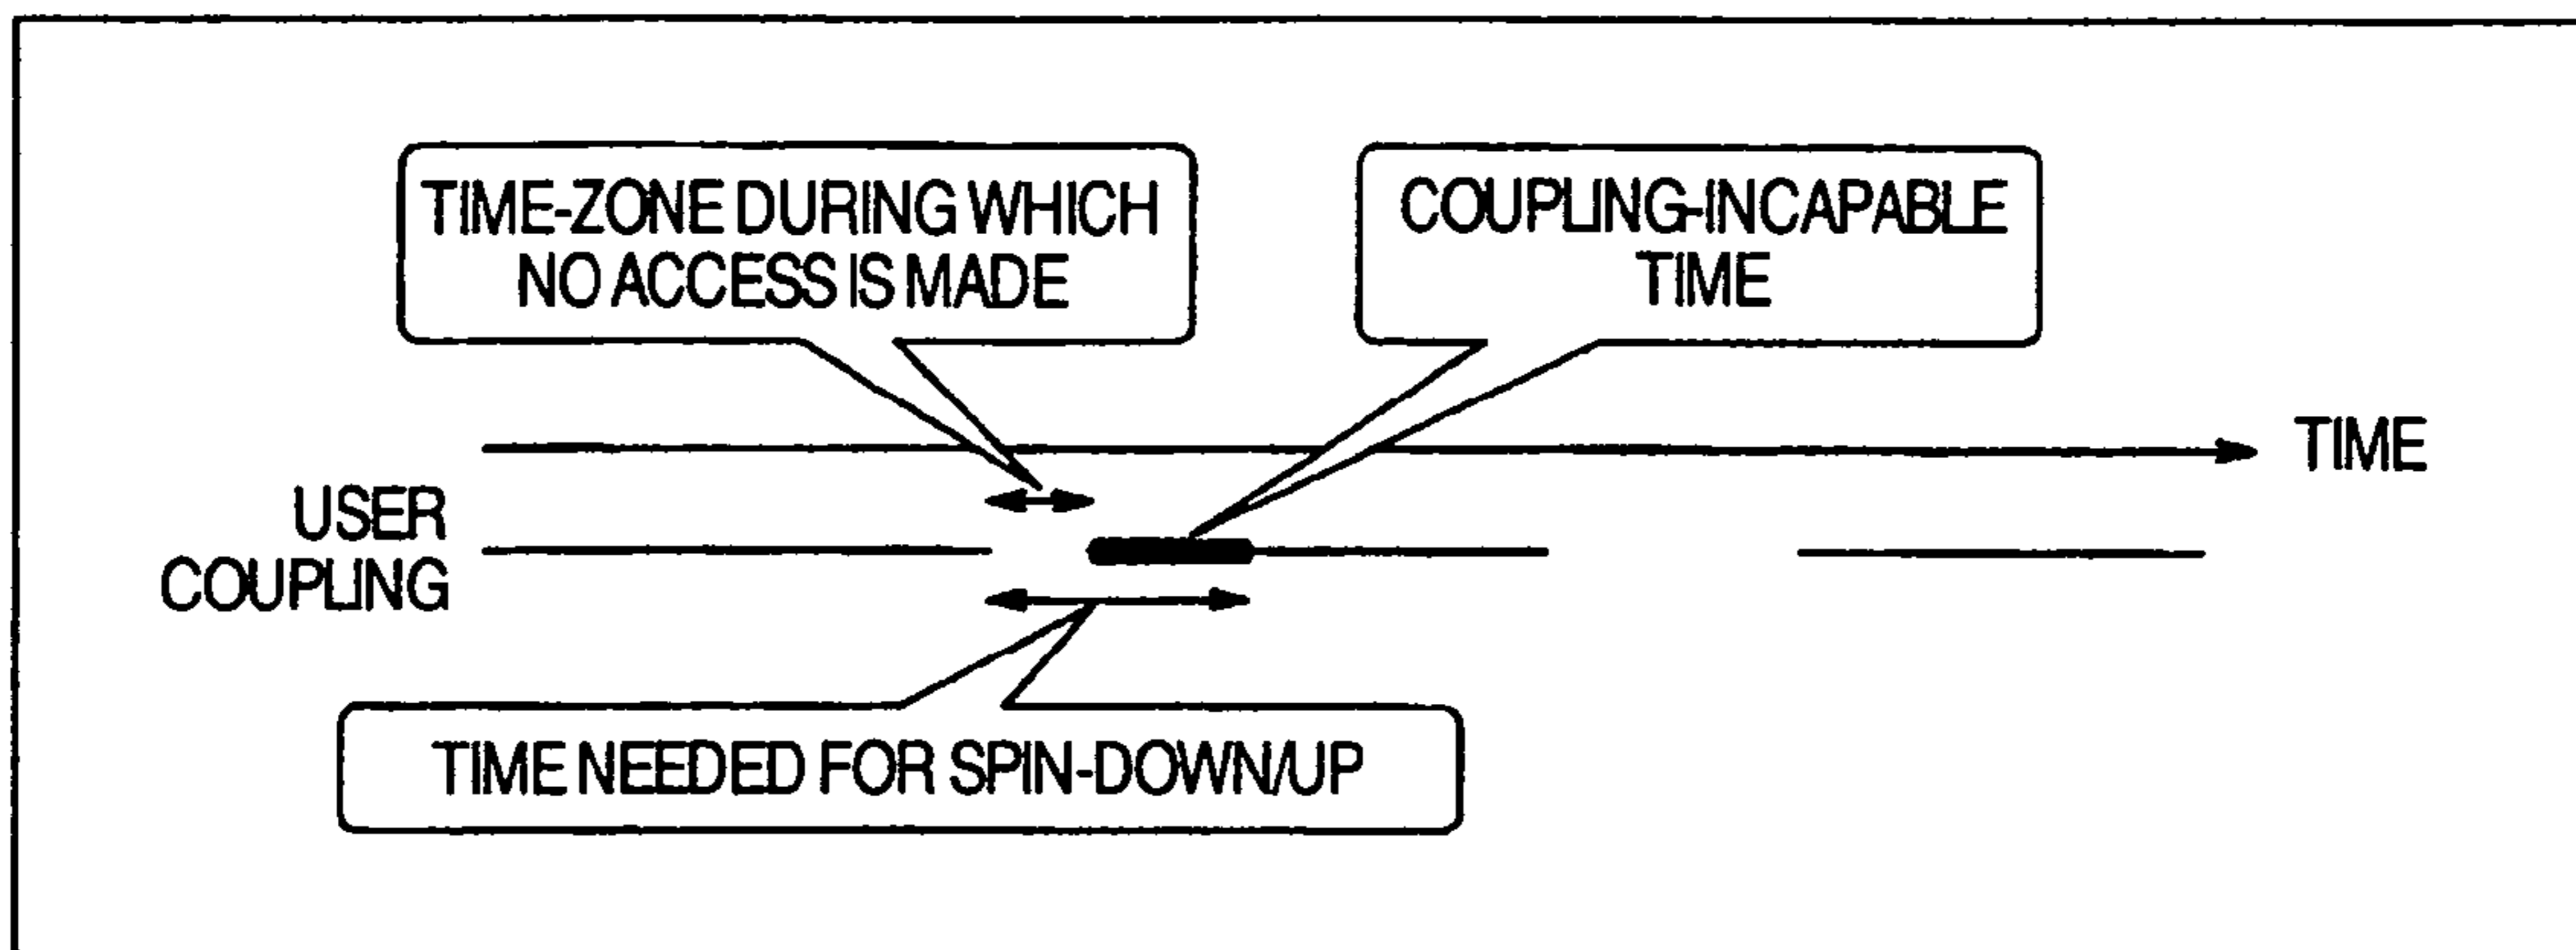 TIME-ZONE DURING WHICH
NO ACCESS IS MADE
COUPLING-INCAPABLE
TIME
TIME
USER
COUPLING
TIME NEEDED FOR SPIN-DOWN/UP